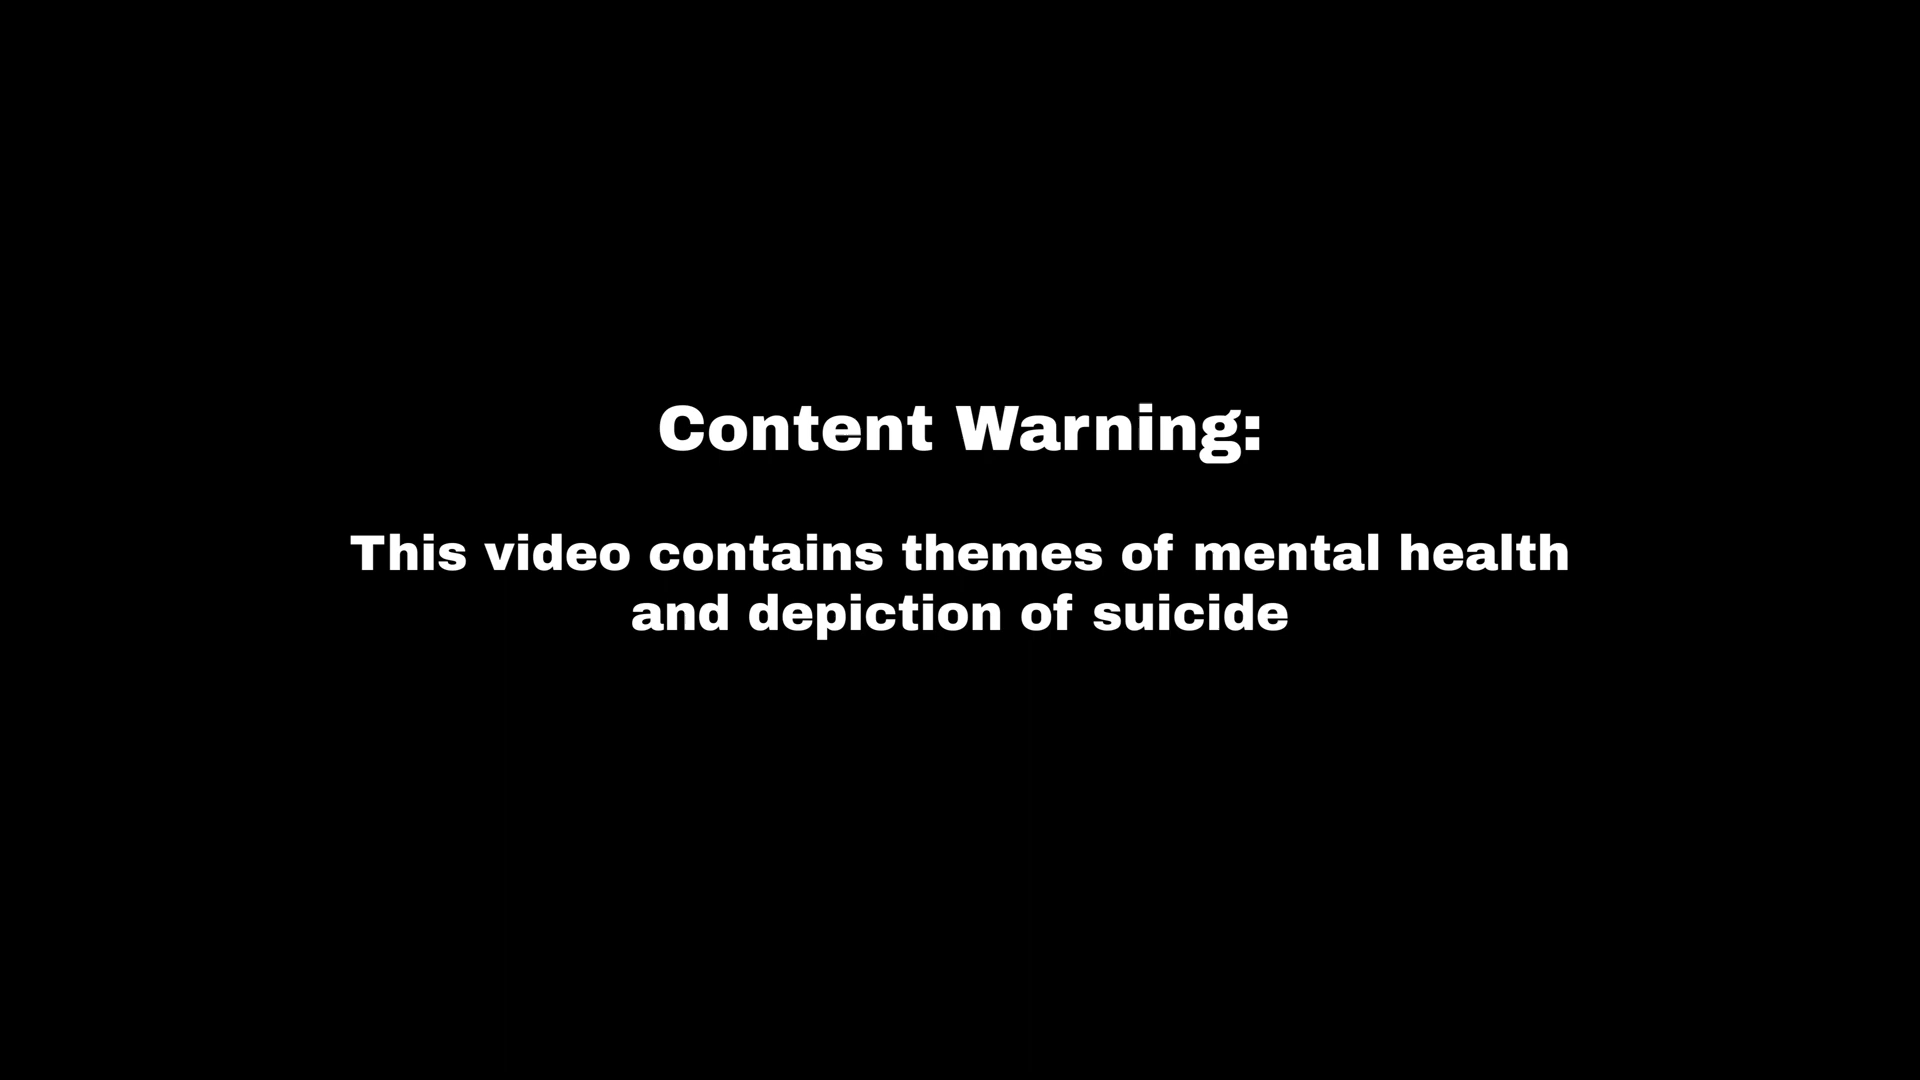 Content Warning:
This video contains themes of mental health
and depiction of suicide